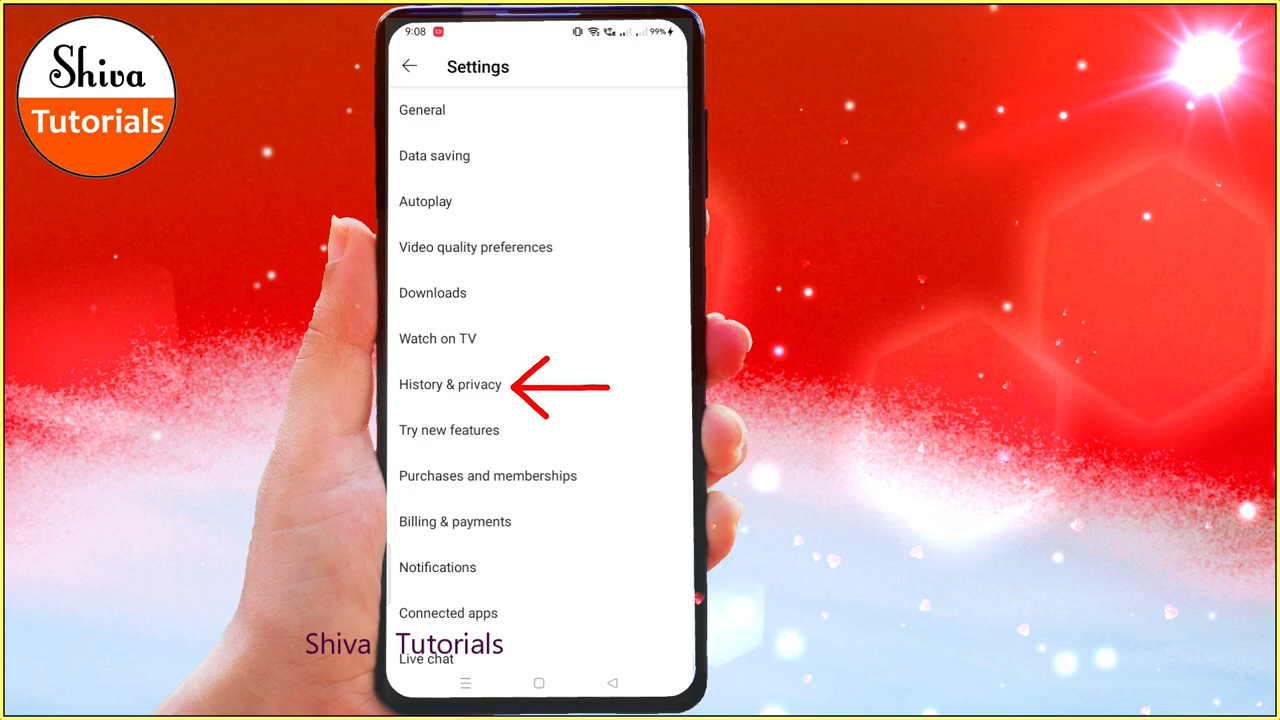 Shiva
Tutorials
9:08
99%
Settings
General
Data saving
Autoplay
Video quality preferences
Downloads
Watch on TV
History & privacy
Try new features
Purchases and memberships
Billing & payments
Notifications
Connected apps
Shiva Tutorials
Live chat